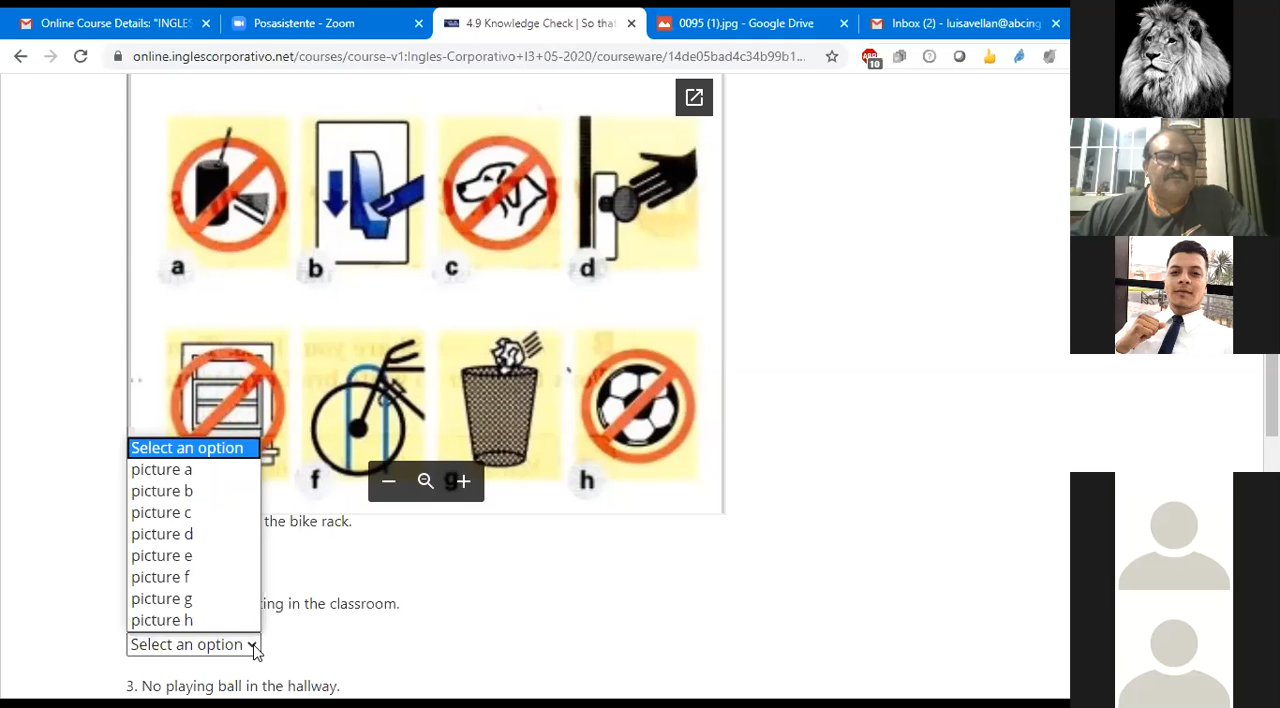 Online Course Details: "INGLES
Posasistente - Zoom
4.9 Knowledge Check | So tha
0095 (1).jpg - Google Drive
Inbox (2) - luisavellan@abcing
online.inglescorporativo.net/courses/course-v1:Ingles-Corporativo+I3+05-2020/courseware/14de05bad4c34b99b1...
10
a b c d
f g h
Select an option
picture a
picture b
picture c
picture d
picture e
picture f
picture g
picture h
the bike rack.
ing in the classroom.
Select an option
3. No playing ball in the hallway.